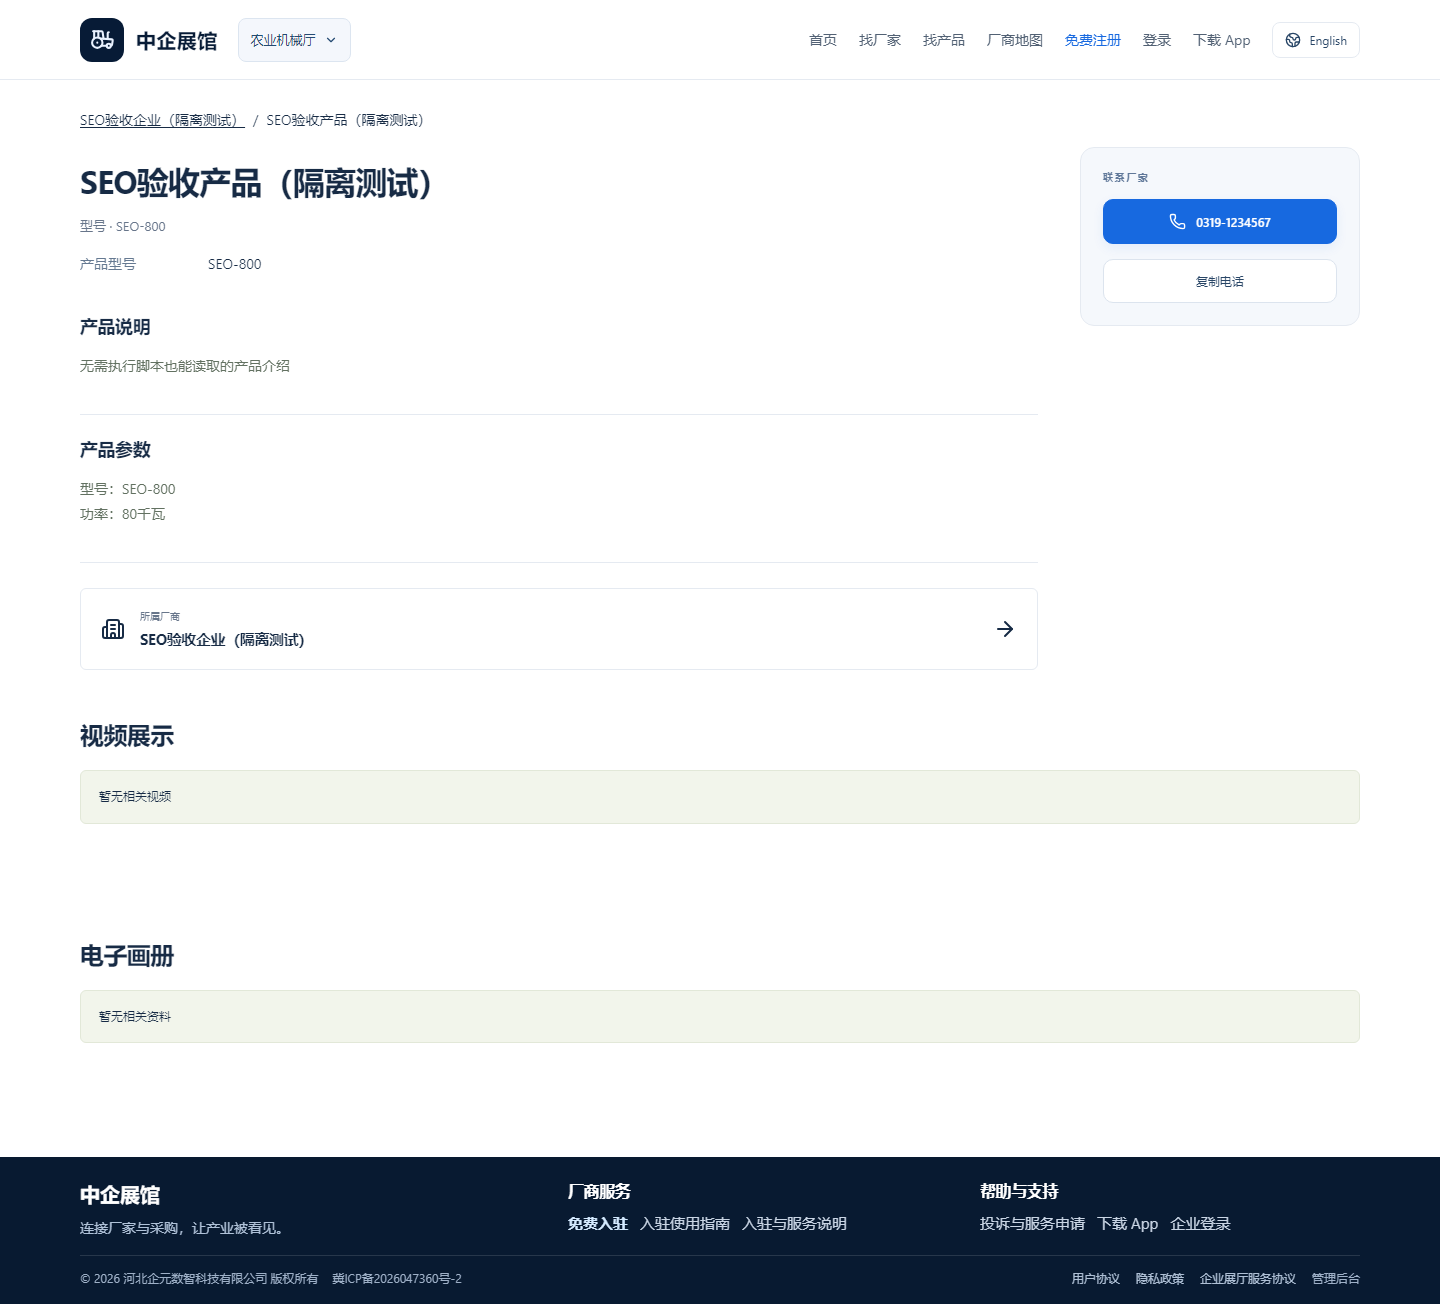 中企展馆
农业机械厅
首页 找厂家 找产品 厂商地图 免费注册 登录 下载 App English
SEO验收企业（隔离测试） / SEO验收产品（隔离测试）
SEO验收产品（隔离测试）
型号 · SEO-800
产品型号 SEO-800
联系厂家
0319-1234567
复制电话
产品说明
无需执行脚本也能读取的产品介绍
产品参数
型号：SEO-800
功率：80千瓦
所属厂商
SEO验收企业（隔离测试）
视频展示
暂无相关视频
电子画册
暂无相关资料
中企展馆
连接厂家与采购，让产业被看见。
厂商服务
免费入驻 入驻使用指南 入驻与服务说明
帮助与支持
投诉与服务申请 下载 App 企业登录
© 2026 河北企元数智科技有限公司 版权所有 冀ICP备2026047360号-2
用户协议 隐私政策 企业展厅服务协议 管理后台